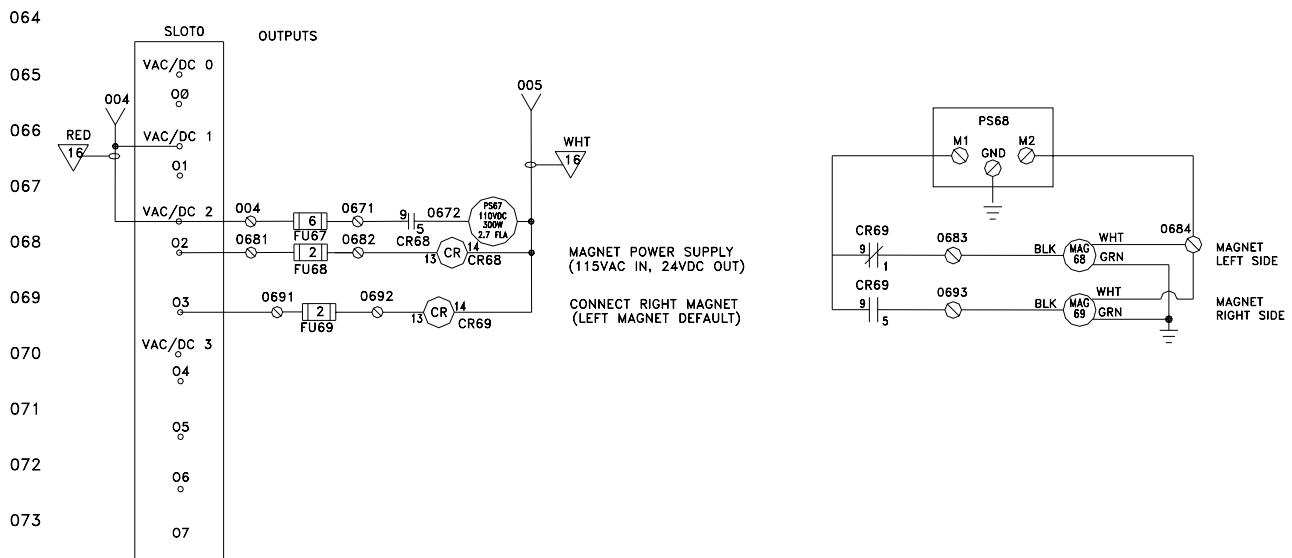 064
SLOT0 OUTPUTS
065 VAC/DC 0
O0
004 005
066 RED 16 VAC/DC 1 WHT 16
O1
067
VAC/DC 2 004 6 FU67 0671 9 5 CR68 0672
PS67
110VDC
300W
2.7 FLA
068 O2 0681 2 FU68 0682 13 CR 14 CR68
MAGNET POWER SUPPLY
(115VAC IN, 24VDC OUT)
069 O3 0691 2 FU69 0692 13 CR 14 CR69
CONNECT RIGHT MAGNET
(LEFT MAGNET DEFAULT)
070 VAC/DC 3
O4
071
O5
072
O6
073
O7
PS68
M1 GND M2
CR69 9 1 0683 BLK MAG 68 WHT GRN 0684
MAGNET
LEFT SIDE
CR69 9 5 0693 BLK MAG 69 WHT GRN
MAGNET
RIGHT SIDE